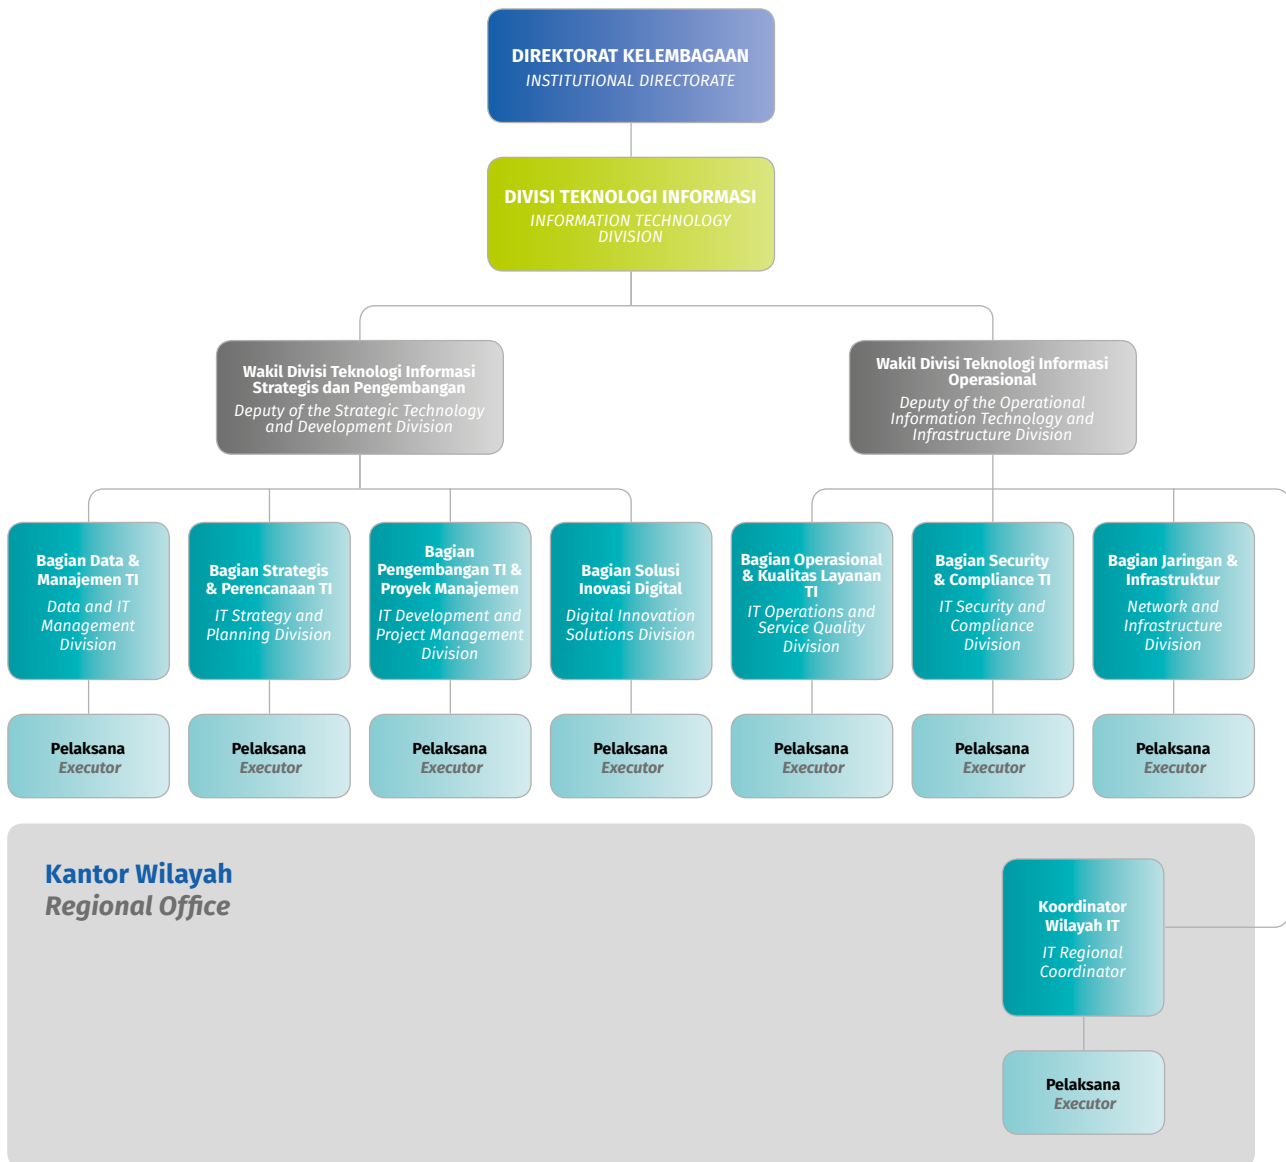 DIREKTORAT KELEMBAGAAN
INSTITUTIONAL DIRECTORATE
DIVISI TEKNOLOGI INFORMASI
INFORMATION TECHNOLOGY
DIVISION
Wakil Divisi Teknologi Informasi
Strategis dan Pengembangan
Deputy of the Strategic Technology
and Development Division
Wakil Divisi Teknologi Informasi
Operasional
Deputy of the Operational
Information Technology and
Infrastructure Division
Bagian Data &
Manajemen TI
Data and IT
Management
Division
Bagian Strategis
& Perencanaan TI
IT Strategy and
Planning Division
Bagian
Pengembangan TI &
Proyek Manajemen
IT Development and
Project Management
Division
Bagian Solusi
Inovasi Digital
Digital Innovation
Solutions Division
Bagian Operasional
& Kualitas Layanan
TI
IT Operations and
Service Quality
Division
Bagian Security
& Compliance TI
IT Security and
Compliance
Division
Bagian Jaringan &
Infrastruktur
Network and
Infrastructure
Division
Pelaksana
Executor
Pelaksana
Executor
Pelaksana
Executor
Pelaksana
Executor
Pelaksana
Executor
Pelaksana
Executor
Pelaksana
Executor
Kantor Wilayah
Regional Office
Koordinator
Wilayah IT
IT Regional
Coordinator
Pelaksana
Executor